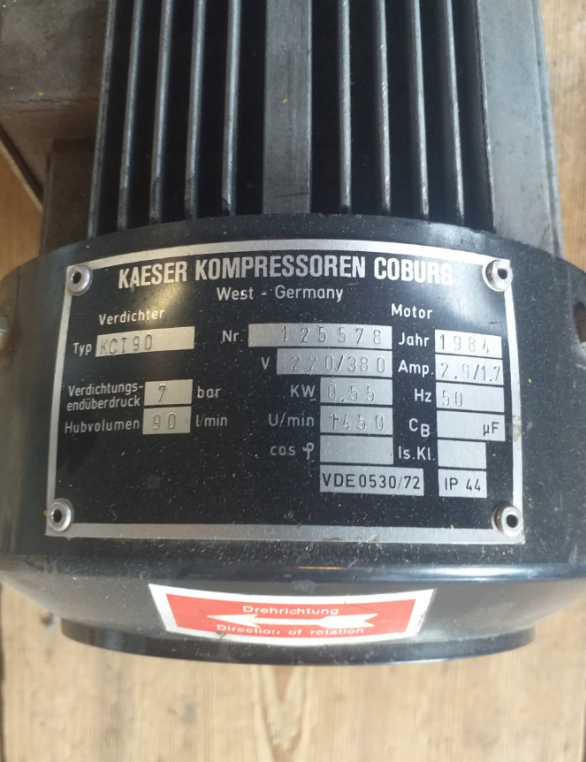 KAESER KOMPRESSOREN COBURG
West - Germany
Verdichter
Motor
Typ KCT90 Nr. 125578 Jahr 1984
V 220/380 Amp. 2.9/1.7
Verdichtungs-
endüberdruck 7 bar KW 0.55 Hz 50
Hubvolumen 90 l/min U/min 1450 CB µF
cos φ Is. Kl.
VDE0530/72 IP 44
Drehrichtung
Direction of rotation